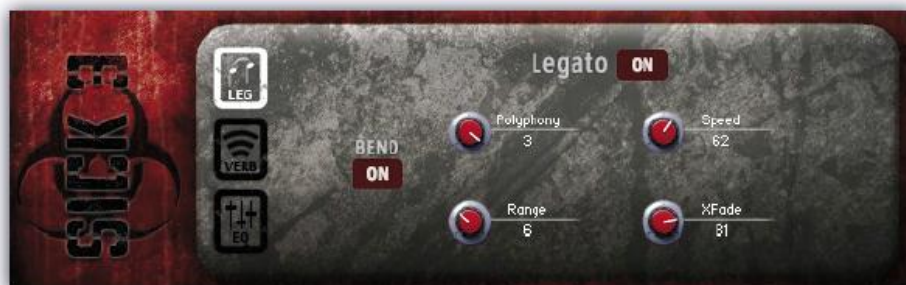 SICK 3
LEG
VERB
EQ
Legato ON
BEND
ON
Polyphony
3
Speed
62
Range
6
XFade
81